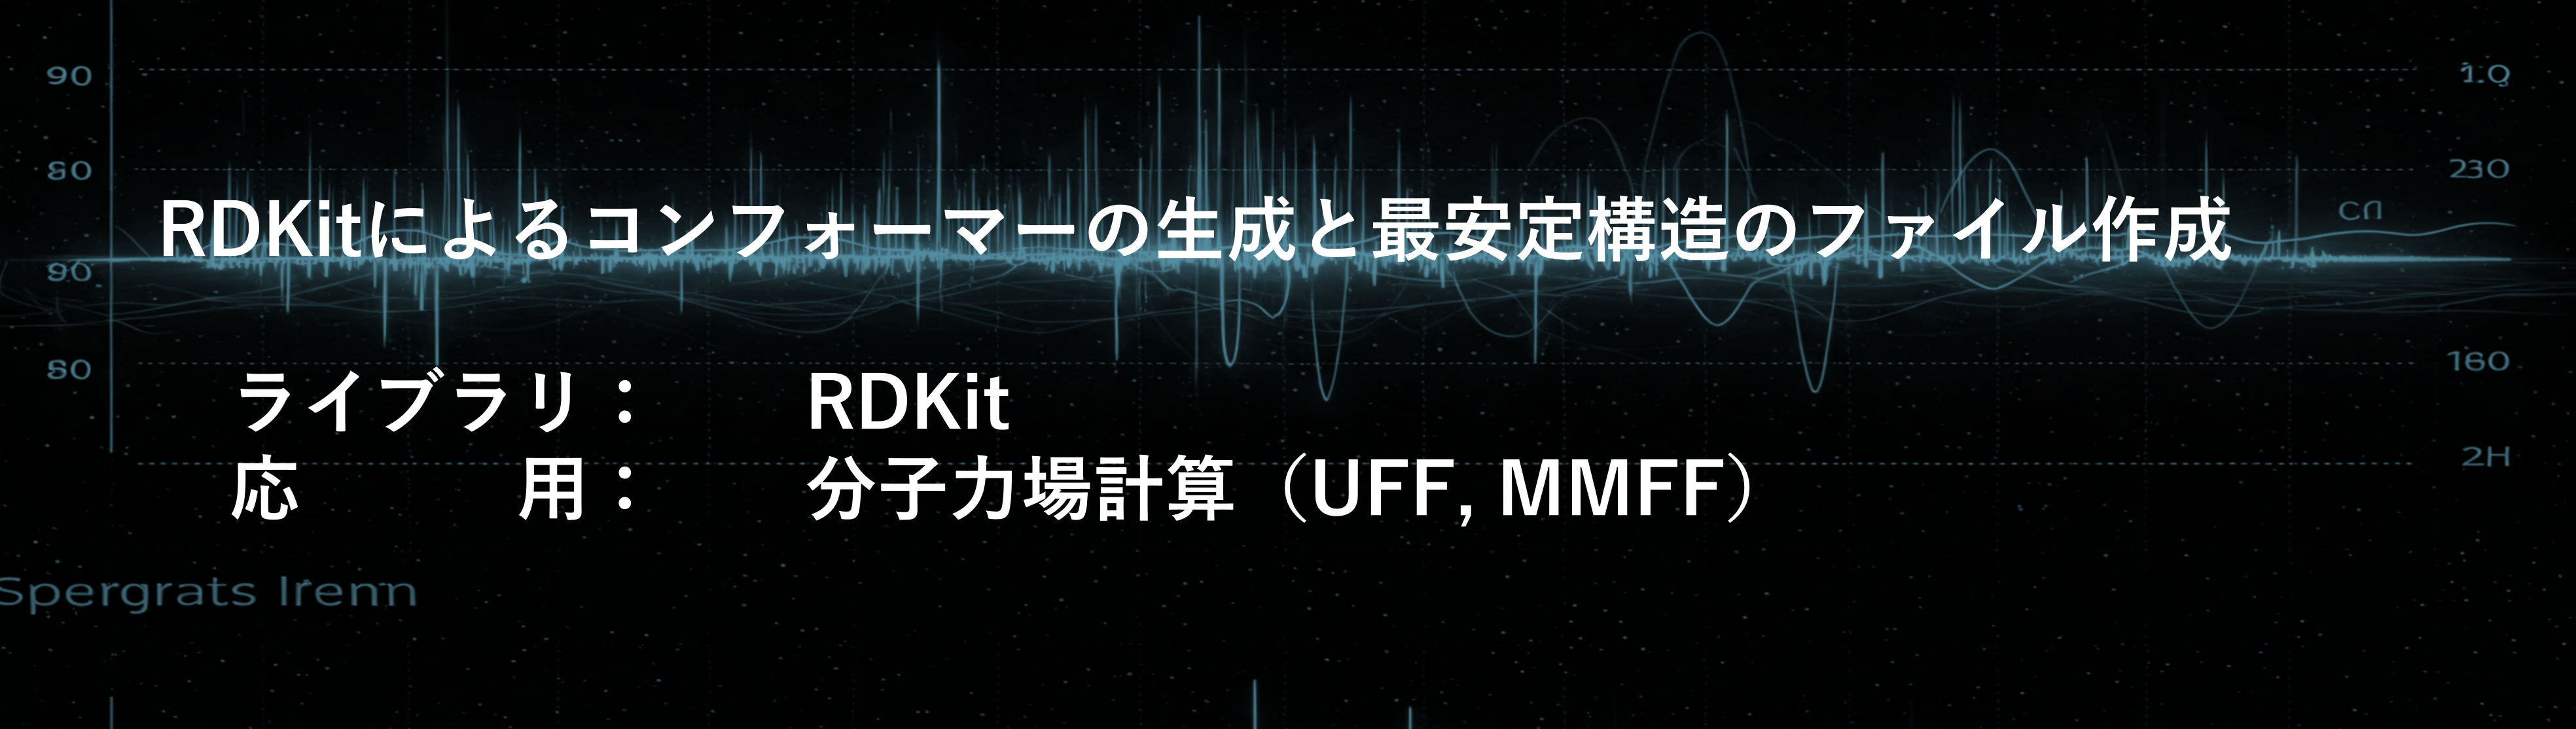 90
1.0
80
230
RDKitによるコンフォーマーの生成と最安定構造のファイル作成
90
80
160
ライブラリ： RDKit
応用： 分子力場計算（UFF, MMFF）
2H
Spergrats Irenn